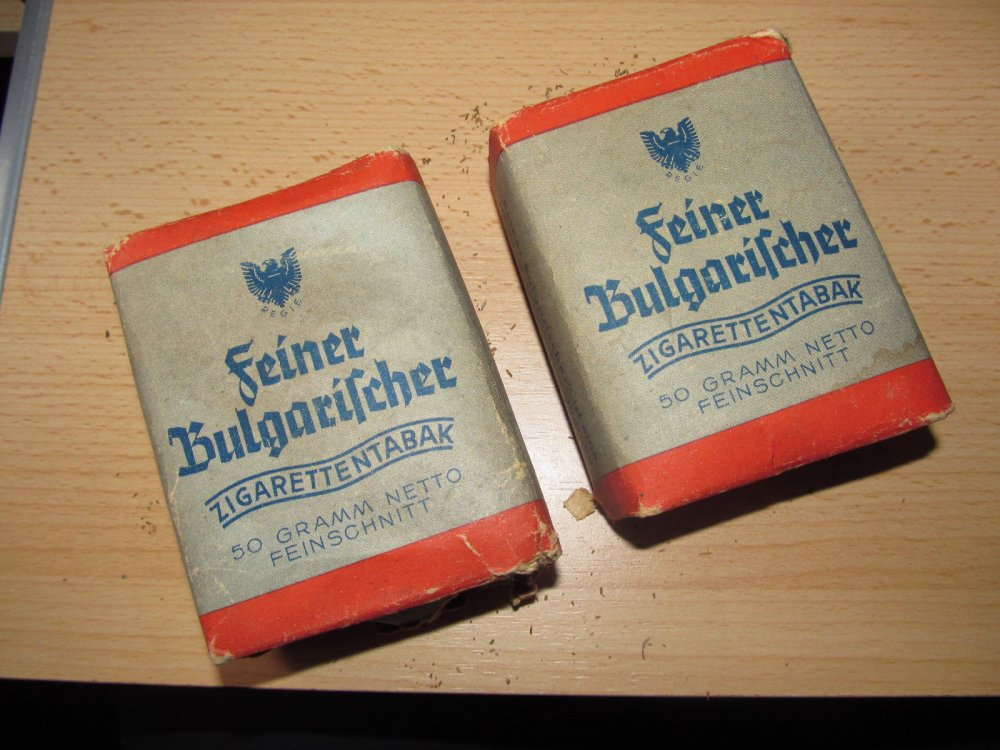 REGIE
Feiner
Bulgariſcher
ZIGARETTENTABAK
50 GRAMM NETTO
FEINSCHNITT
REGIE
Feiner
Bulgariſcher
ZIGARETTENTABAK
50 GRAMM NETTO
FEINSCHNITT